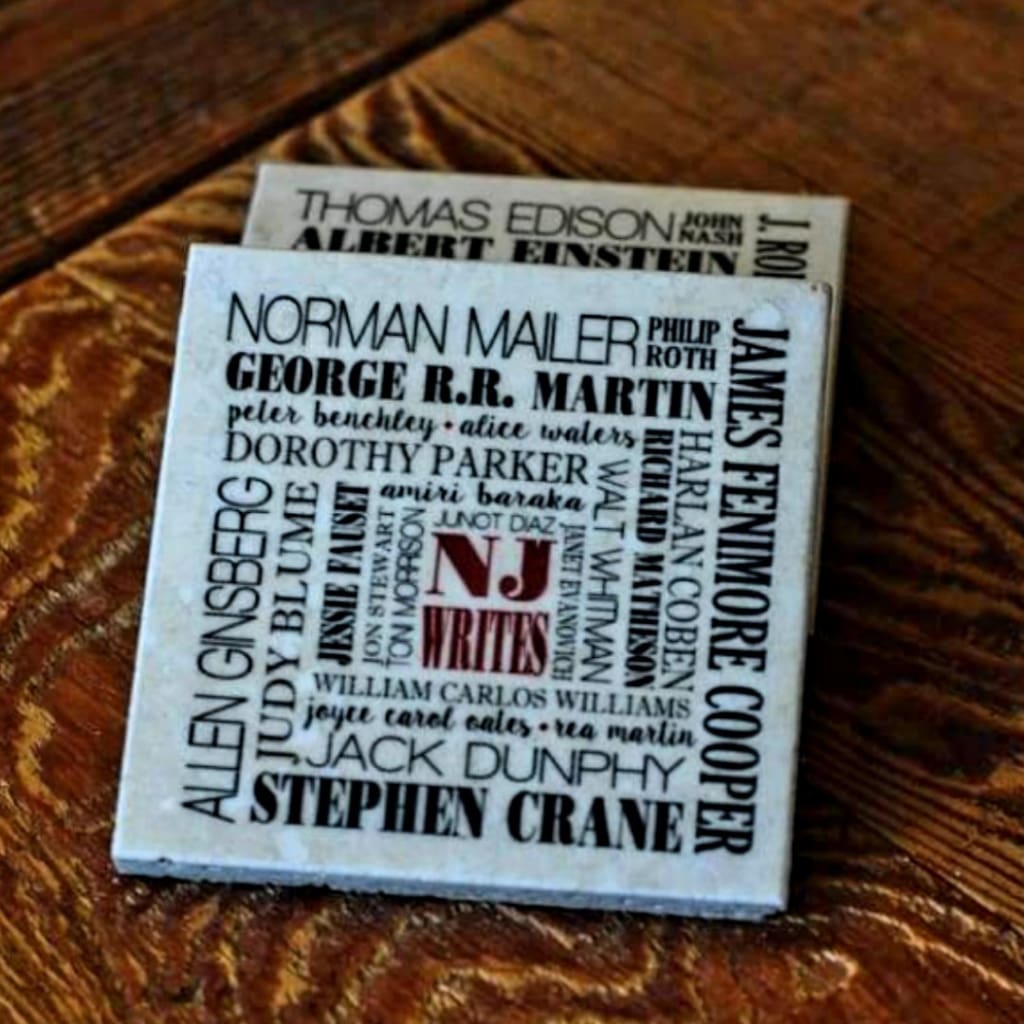 THOMAS EDISON
JOHN
NASH
ALBERT EINSTEIN
NORMAN MAILER
PHILIP
ROTH
JAMES FENIMORE COOPER
GEORGE R.R. MARTIN
peter benchley • alice waters
DOROTHY PARKER
amiri baraka
JUNOT DIAZ
ALLEN GINSBERG
JUDY BLUME
JESSIE FAUSET
JON STEWART
TONI MORRISON
NJ
WRITES
JANET EVANOVICH
WALT WHITMAN
RICHARD MATHESON
HARLAN COBEN
WILLIAM CARLOS WILLIAMS
joyce carol oates • rea martin
JACK DUNPHY
STEPHEN CRANE